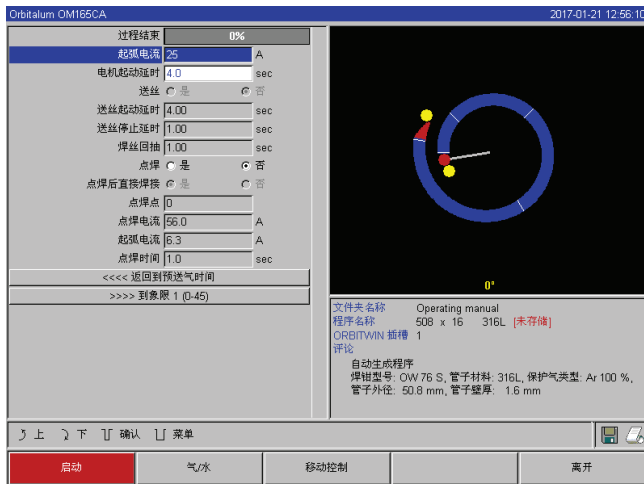 Orbitalum OM165CA 2017-01-21 12:56:10
过程结束 0%
起弧电流 25 A
电机起动延时 4.0 sec
送丝 是 否
送丝起动延时 4.00 sec
送丝停止延时 1.00 sec
焊丝回抽 1.00 sec
点焊 是 否
点焊后直接焊接 是 否
点焊点 0
点焊电流 56.0 A
起弧电流 6.3 A
点焊时间 1.0 sec
<<<< 返回到预送气时间
>>>> 到象限 1 (0-45)
0°
文件夹名称 Operating manual
程序名称 508 x 16 316L [未存储]
ORBITWIN 插槽 1
评论
自动生成程序
焊钳型号: OW 76 S, 管子材料: 316L, 保护气类型: Ar 100 %,
管子外径: 50.8 mm, 管子壁厚: 1.6 mm
上 下 确认 菜单
启动 气/水 移动控制 离开